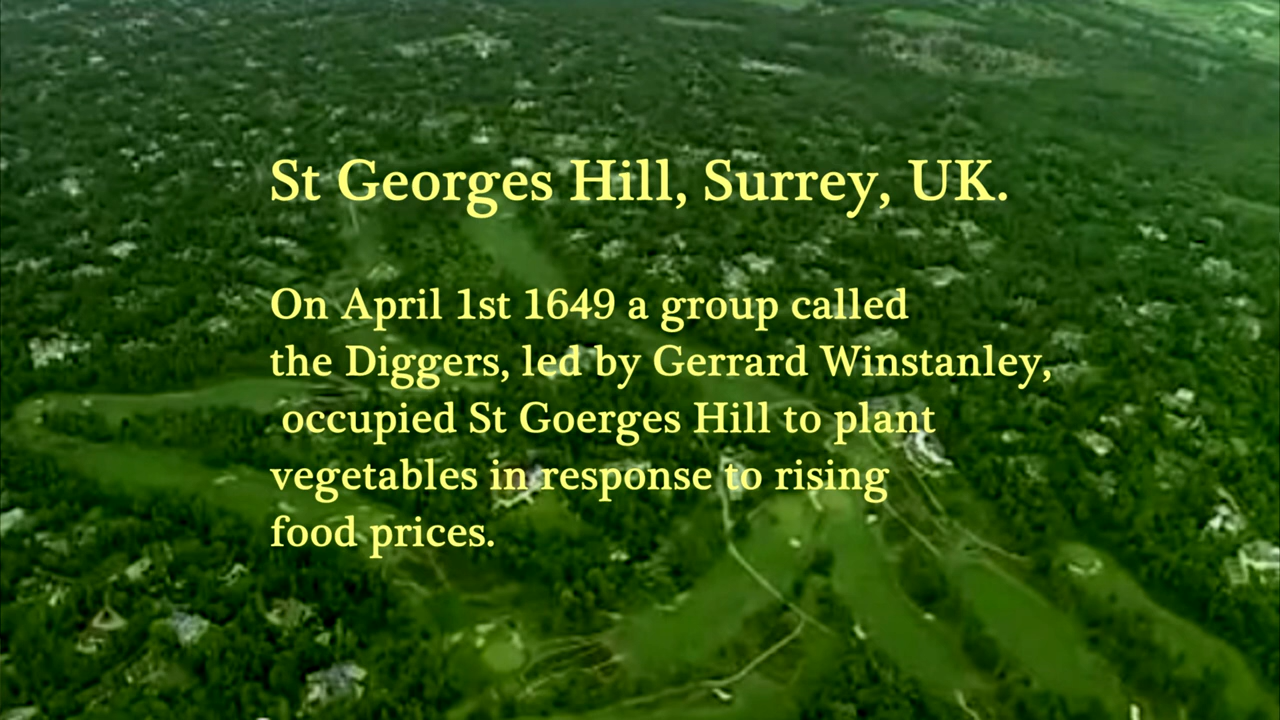 St Georges Hill, Surrey, UK.
On April 1st 1649 a group called
the Diggers, led by Gerrard Winstanley,
occupied St Goerges Hill to plant
vegetables in response to rising
food prices.